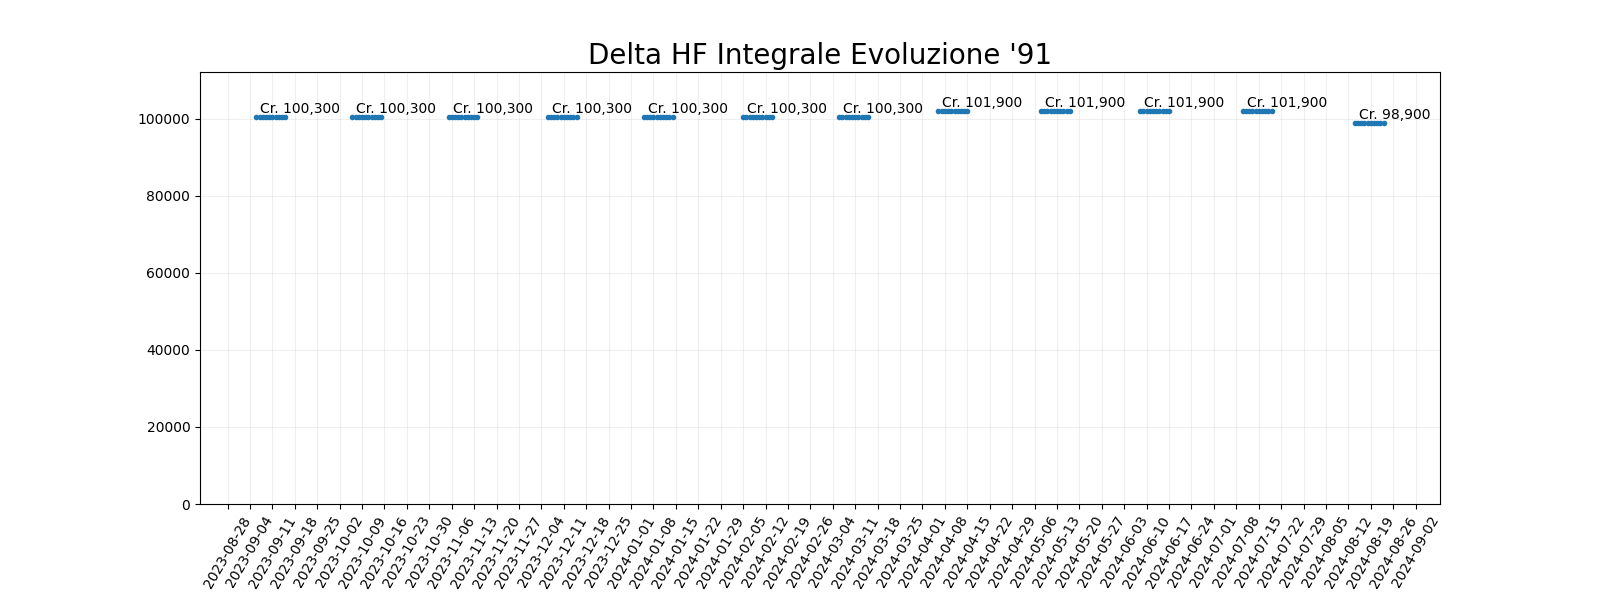 Delta HF Integrale Evoluzione '91
Cr. 100,300 Cr. 100,300 Cr. 100,300 Cr. 100,300 Cr. 100,300 Cr. 100,300 Cr. 100,300 Cr. 101,900 Cr. 101,900 Cr. 101,900 Cr. 101,900 Cr. 98,900
100000
80000
60000
40000
20000
0
2023-08-28 2023-09-04 2023-09-11 2023-09-18 2023-09-25 2023-10-02 2023-10-09 2023-10-16 2023-10-23 2023-10-30 2023-11-06 2023-11-13 2023-11-20 2023-11-27 2023-12-04 2023-12-11 2023-12-18 2023-12-25 2024-01-01 2024-01-08 2024-01-15 2024-01-22 2024-01-29 2024-02-05 2024-02-12 2024-02-19 2024-02-26 2024-03-04 2024-03-11 2024-03-18 2024-03-25 2024-04-01 2024-04-08 2024-04-15 2024-04-22 2024-04-29 2024-05-06 2024-05-13 2024-05-20 2024-05-27 2024-06-03 2024-06-10 2024-06-17 2024-06-24 2024-07-01 2024-07-08 2024-07-15 2024-07-22 2024-07-29 2024-08-05 2024-08-12 2024-08-19 2024-08-26 2024-09-02